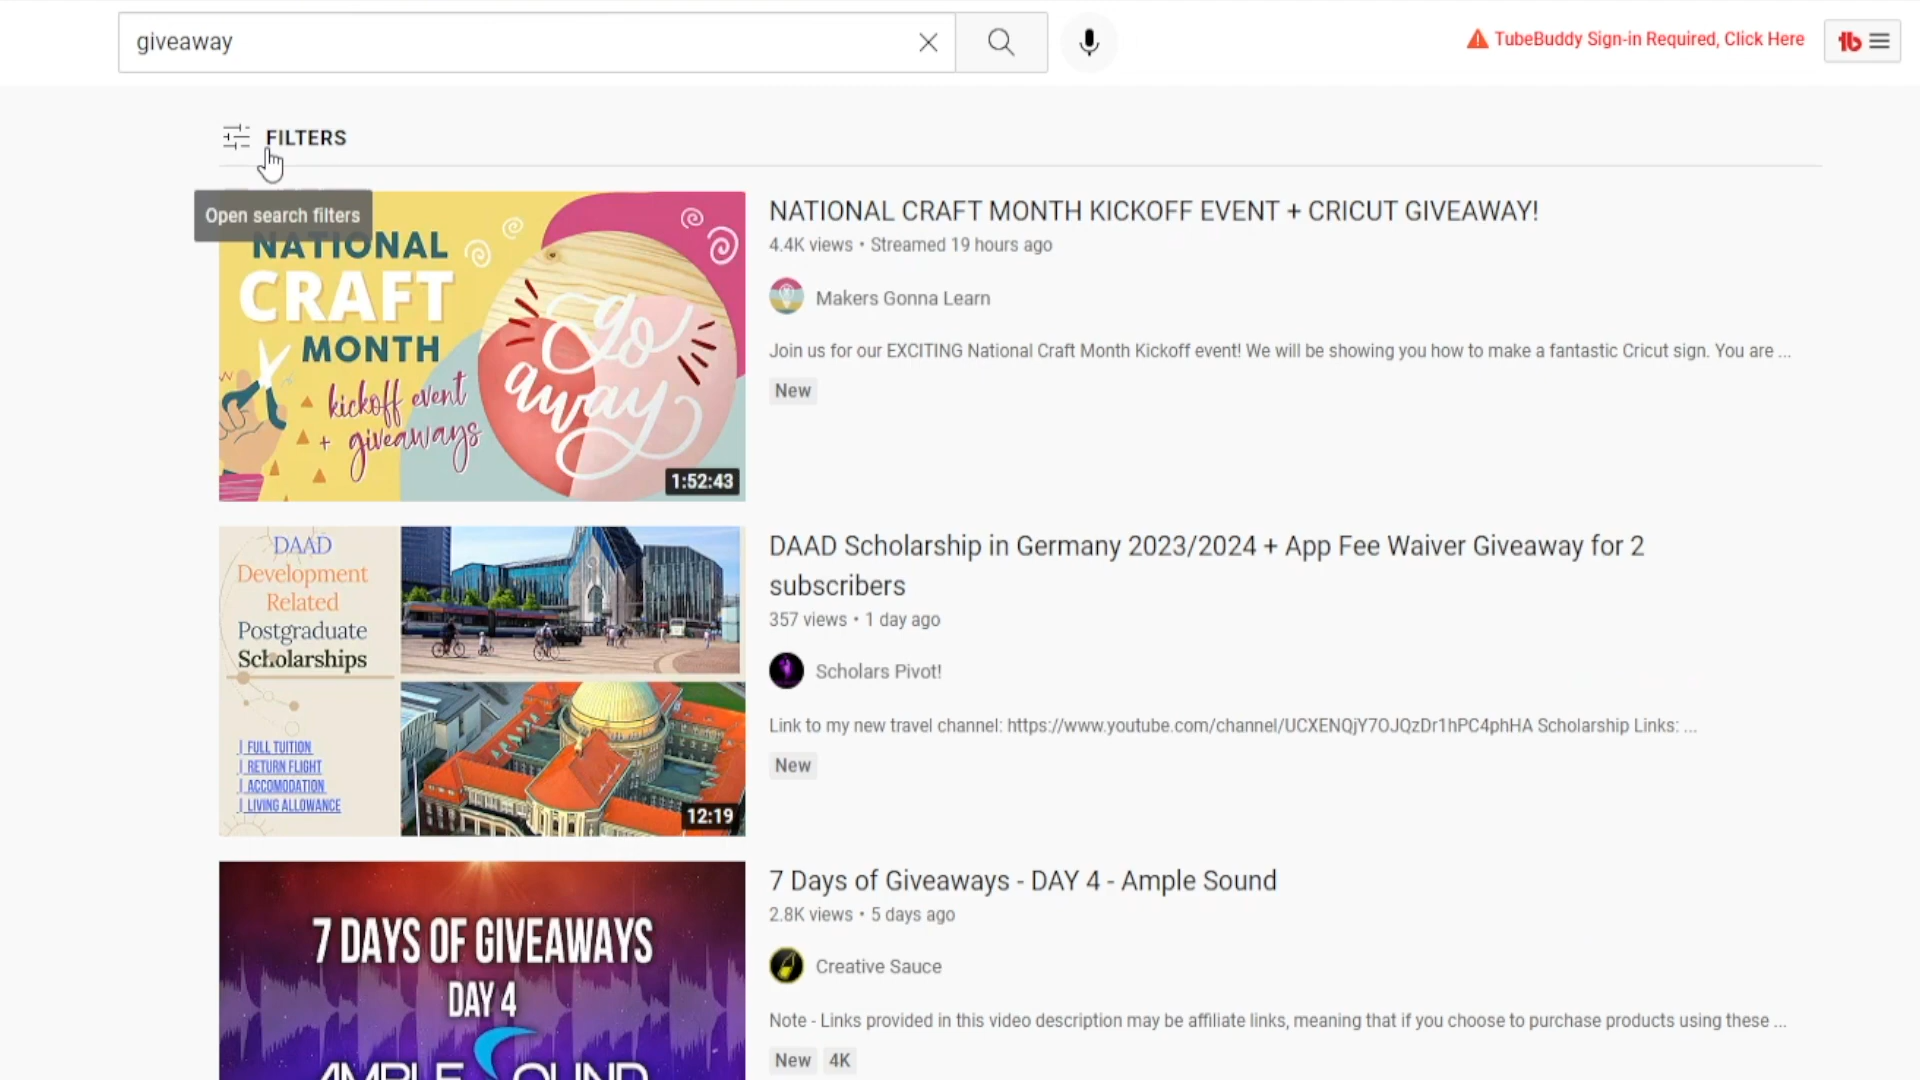 giveaway
TubeBuddy Sign-in Required, Click Here
tb
FILTERS
Open search filters
NATIONAL
CRAFT
MONTH
kickoff event
+ giveaways
go
away
1:52:43
NATIONAL CRAFT MONTH KICKOFF EVENT + CRICUT GIVEAWAY!
4.4K views • Streamed 19 hours ago
Makers Gonna Learn
Join us for our EXCITING National Craft Month Kickoff event! We will be showing you how to make a fantastic Cricut sign. You are ...
New
DAAD
Development
Related
Postgraduate
Scholarships
| FULL TUITION
| RETURN FLIGHT
| ACCOMODATION
| LIVING ALLOWANCE
12:19
DAAD Scholarship in Germany 2023/2024 + App Fee Waiver Giveaway for 2
subscribers
357 views • 1 day ago
Scholars Pivot!
Link to my new travel channel: https://www.youtube.com/channel/UCXENQjY7OJQzDr1hPC4phHA Scholarship Links: ...
New
7 DAYS OF GIVEAWAYS
DAY 4
AMPLE SOUND
7 Days of Giveaways - DAY 4 - Ample Sound
2.8K views • 5 days ago
Creative Sauce
Note - Links provided in this video description may be affiliate links, meaning that if you choose to purchase products using these ...
New 4K